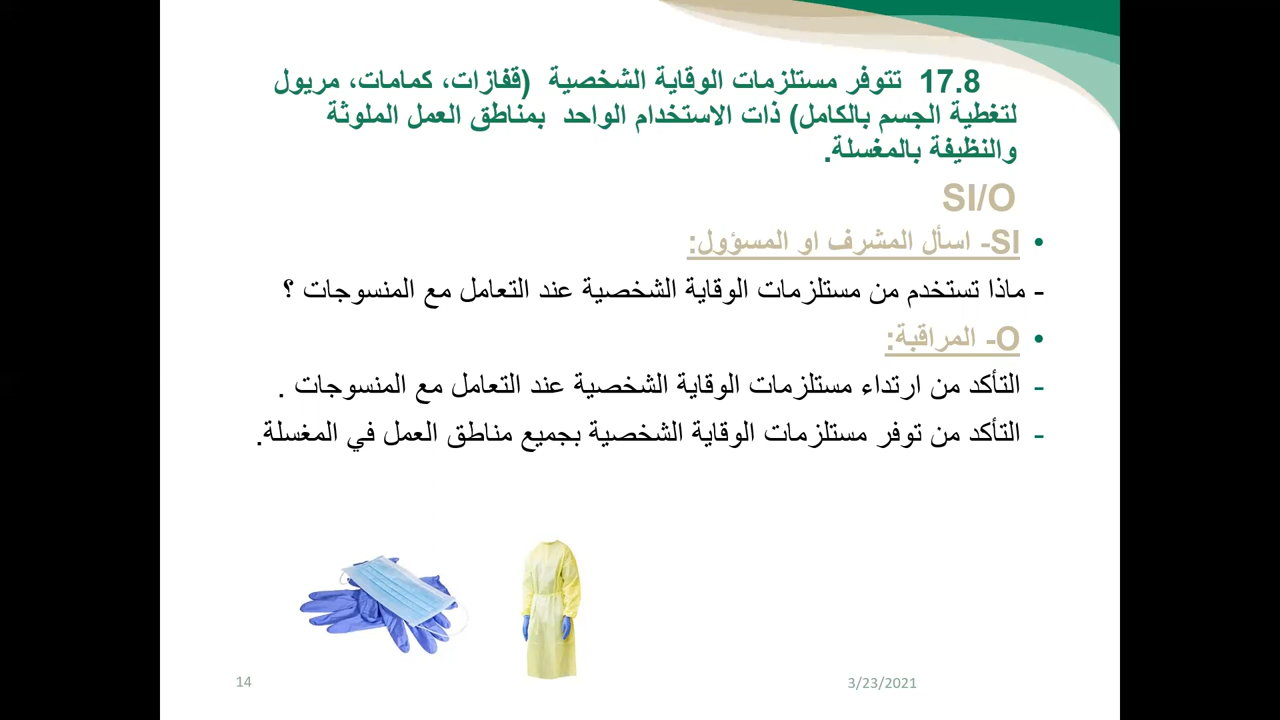 17.8 تتوفر مستلزمات الوقاية الشخصية (قفازات، كمامات، مريول
لتغطية الجسم بالكامل) ذات الاستخدام الواحد بمناطق العمل الملوثة
والنظيفة بالمغسلة.
SI/O
• SI- اسأل المشرف او المسؤول:
- ماذا تستخدم من مستلزمات الوقاية الشخصية عند التعامل مع المنسوجات ؟
• O- المراقبة:
- التأكد من ارتداء مستلزمات الوقاية الشخصية عند التعامل مع المنسوجات .
- التأكد من توفر مستلزمات الوقاية الشخصية بجميع مناطق العمل في المغسلة.
3/23/2021
14